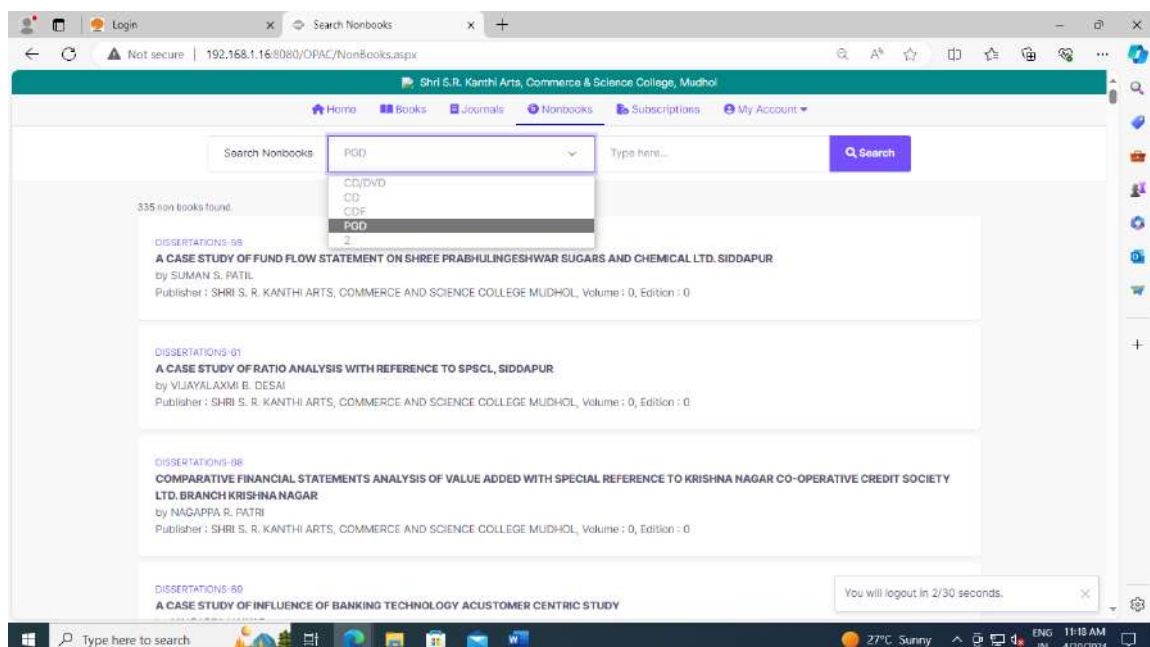 Login
Search Nonbooks
Not secure | 192.168.1.16:8080/OPAC/NonBooks.aspx
Shri S.R. Kanthi Arts, Commerce & Science College, Mudhol
Home Books Journals Nonbooks Subscriptions My Account
Search Nonbooks PGD Type here... Search
CD/DVD
CD
CDF
PGD
2
335 non books found.
DISSERTATIONS-59
A CASE STUDY OF FUND FLOW STATEMENT ON SHREE PRABHULINGESHWAR SUGARS AND CHEMICAL LTD. SIDDAPUR
by SUMAN S. PATIL
Publisher : SHRI S. R. KANTHI ARTS, COMMERCE AND SCIENCE COLLEGE MUDHOL, Volume : 0, Edition : 0
DISSERTATIONS-61
A CASE STUDY OF RATIO ANALYSIS WITH REFERENCE TO SPSCL, SIDDAPUR
by VIJAYALAXMI B. DESAI
Publisher : SHRI S. R. KANTHI ARTS, COMMERCE AND SCIENCE COLLEGE MUDHOL, Volume : 0, Edition : 0
COMPARATIVE FINANCIAL STATEMENTS ANALYSIS OF VALUE ADDED WITH SPECIAL REFERENCE TO KRISHNA NAGAR CO-OPERATIVE CREDIT SOCIETY
LTD. BRANCH KRISHNA NAGAR
by NAGAPPA R. PATRI
Publisher : SHRI S. R. KANTHI ARTS, COMMERCE AND SCIENCE COLLEGE MUDHOL, Volume : 0, Edition : 0
DISSERTATIONS-60
A CASE STUDY OF INFLUENCE OF BANKING TECHNOLOGY ACUSTOMER CENTRIC STUDY
You will logout in 2/30 seconds.
Type here to search
27°C Sunny
ENG 11:18 AM